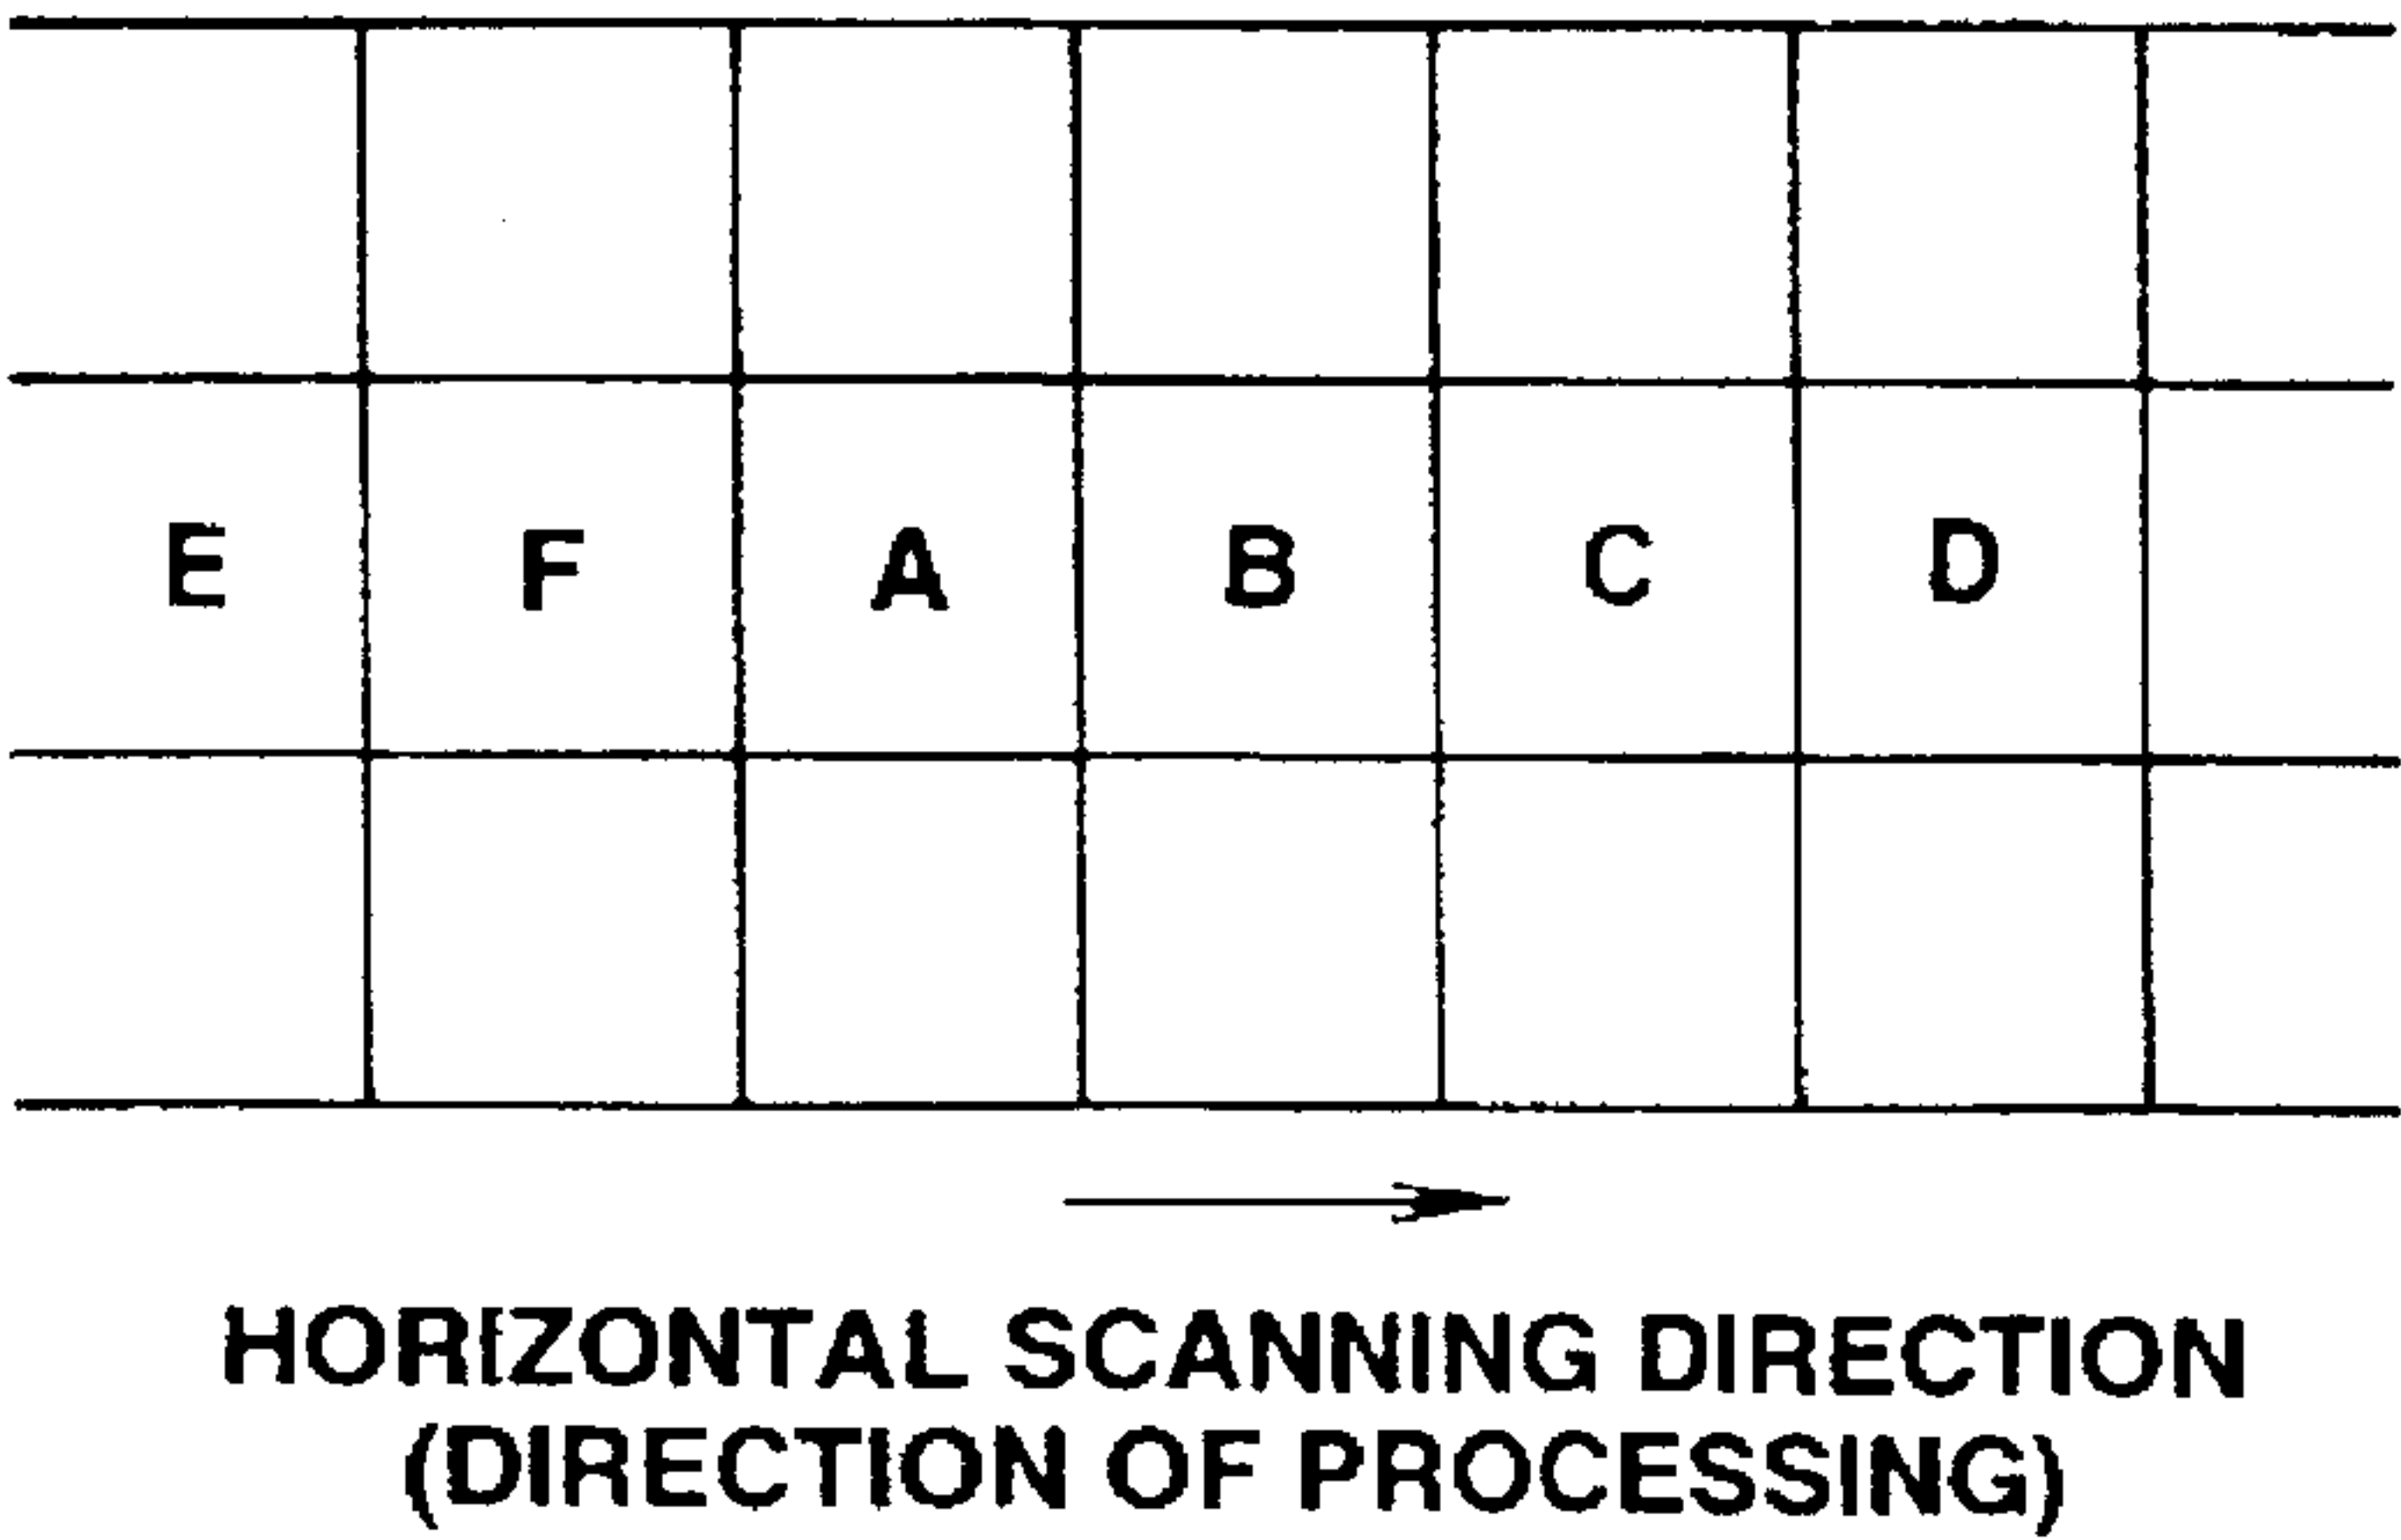 E F A B C D
HORIZONTAL SCANNING DIRECTION
(DIRECTION OF PROCESSING)